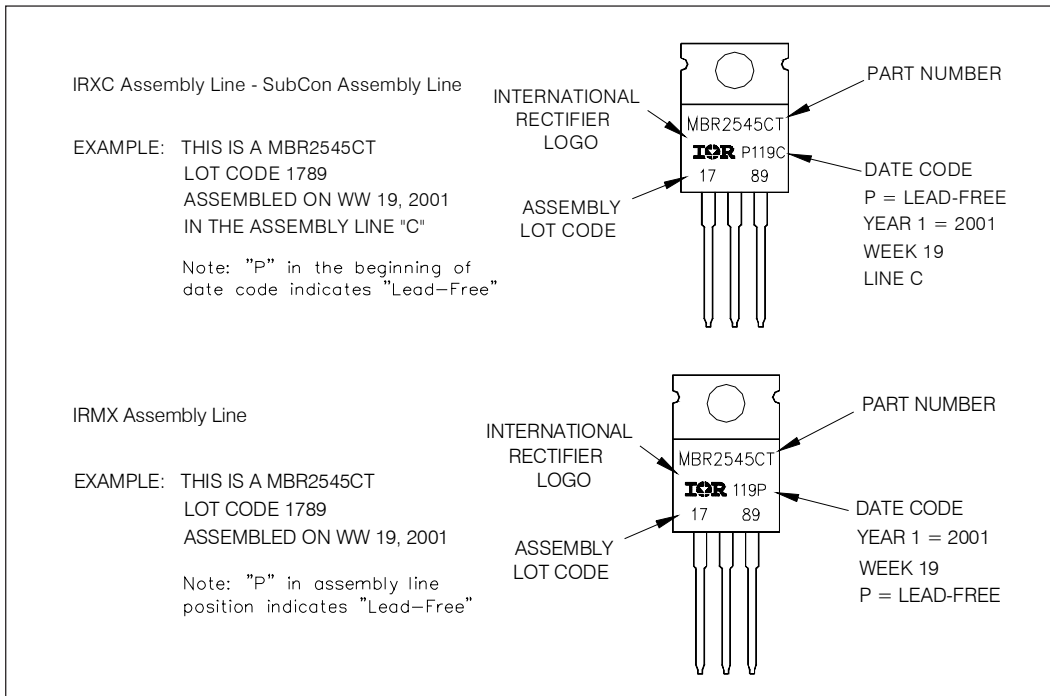 IRXC Assembly Line - SubCon Assembly Line
EXAMPLE: THIS IS A MBR2545CT
LOT CODE 1789
ASSEMBLED ON WW 19, 2001
IN THE ASSEMBLY LINE "C"
Note: "P" in the beginning of
date code indicates "Lead-Free"
INTERNATIONAL
RECTIFIER
LOGO
ASSEMBLY
LOT CODE
MBR2545CT
IOR P119C
17 89
PART NUMBER
DATE CODE
P = LEAD-FREE
YEAR 1 = 2001
WEEK 19
LINE C
IRMX Assembly Line
EXAMPLE: THIS IS A MBR2545CT
LOT CODE 1789
ASSEMBLED ON WW 19, 2001
Note: "P" in assembly line
position indicates "Lead-Free"
INTERNATIONAL
RECTIFIER
LOGO
ASSEMBLY
LOT CODE
MBR2545CT
IOR 119P
17 89
PART NUMBER
DATE CODE
YEAR 1 = 2001
WEEK 19
P = LEAD-FREE